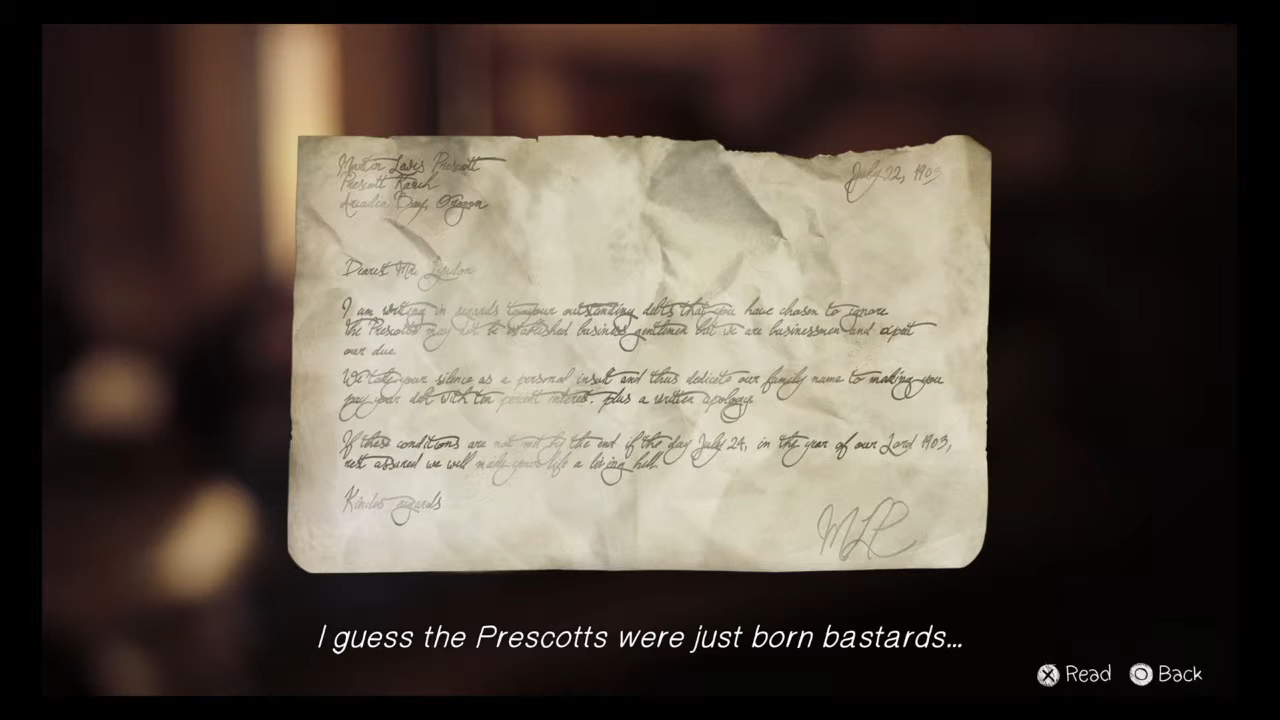 Martin Lewis Prescott
Prescott Ranch
Arcadia Bay, Oregon
July 22, 1903
Dearest Mr. Lyndon
I am writing in regards to your outstanding debts that you have chosen to ignore
the Prescotts may not be established business gentlemen but we are businessmen and expect
our due.
We take your silence as a personal insult and thus dedicate our family name to making you
pay your debt with ten percent interest. plus a written apology
If these conditions are not met by the end if the day July 24, in the year of our Lord 1903,
rest assured we will make your life a living hell.
Kindest regards
MLP
I guess the Prescotts were just born bastards...
Read
Back